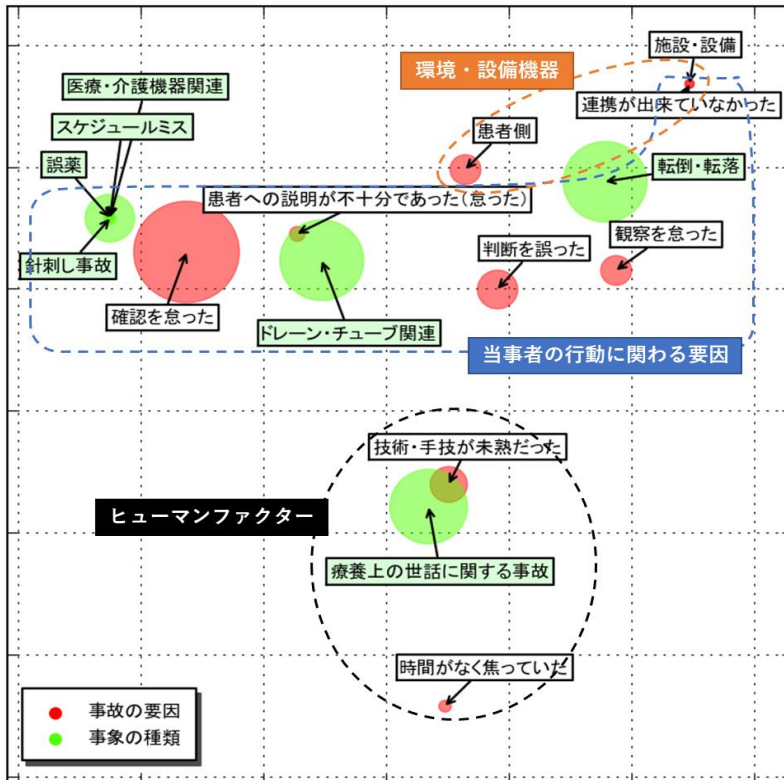 施設・設備
環境・設備機器
医療・介護機器関連
連携が出来ていなかった
スケジュールミス
患者側
誤薬
転倒・転落
患者への説明が不十分であった(怠った)
観察を怠った
判断を誤った
針刺し事故
確認を怠った
ドレーン・チューブ関連
当事者の行動に関わる要因
技術・手技が未熟だった
ヒューマンファクター
療養上の世話に関する事故
時間がなく焦っていた
事故の要因
事象の種類